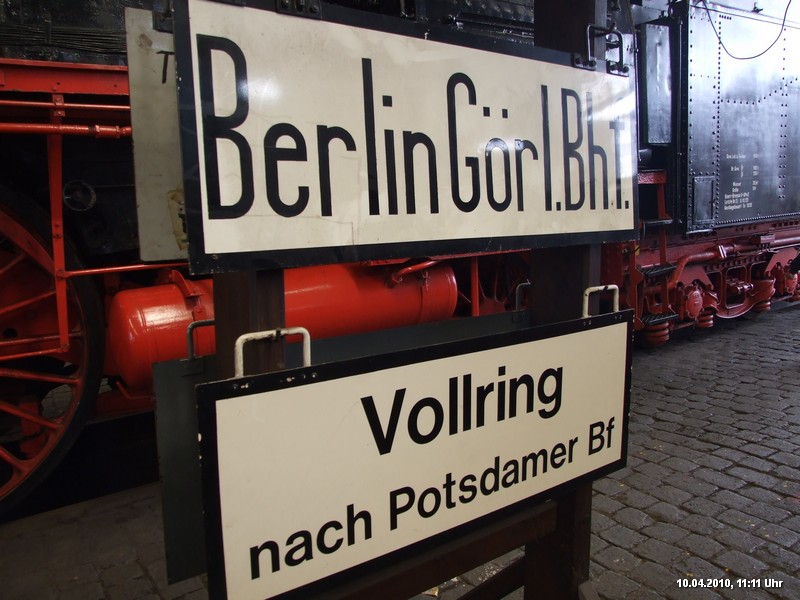 Berlin Görl.Bhf.
Vollring
nach Potsdamer Bf
10.04.2010, 11:11 Uhr